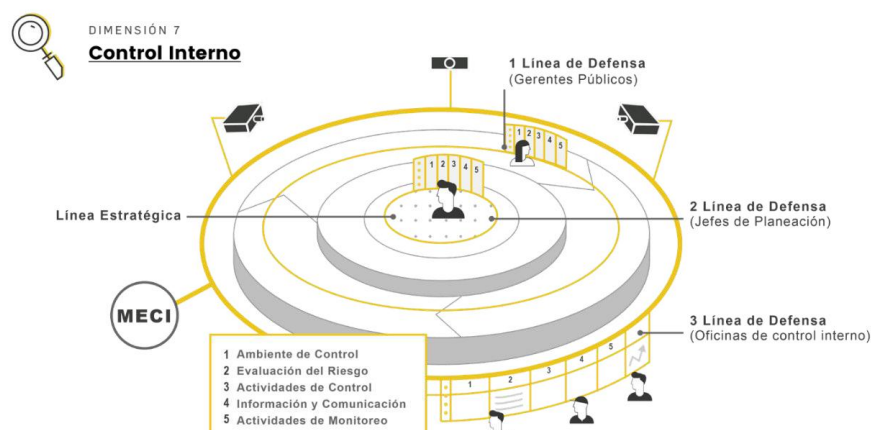 DIMENSIÓN 7
Control Interno
1 Línea de Defensa
(Gerentes Públicos)
1 2 3 4 5
1 2 3 4 5
Línea Estratégica
2 Línea de Defensa
(Jefes de Planeación)
MECI
3 Línea de Defensa
(Oficinas de control interno)
1 2 3 4 5
1 Ambiente de Control
2 Evaluación del Riesgo
3 Actividades de Control
4 Información y Comunicación
5 Actividades de Monitoreo